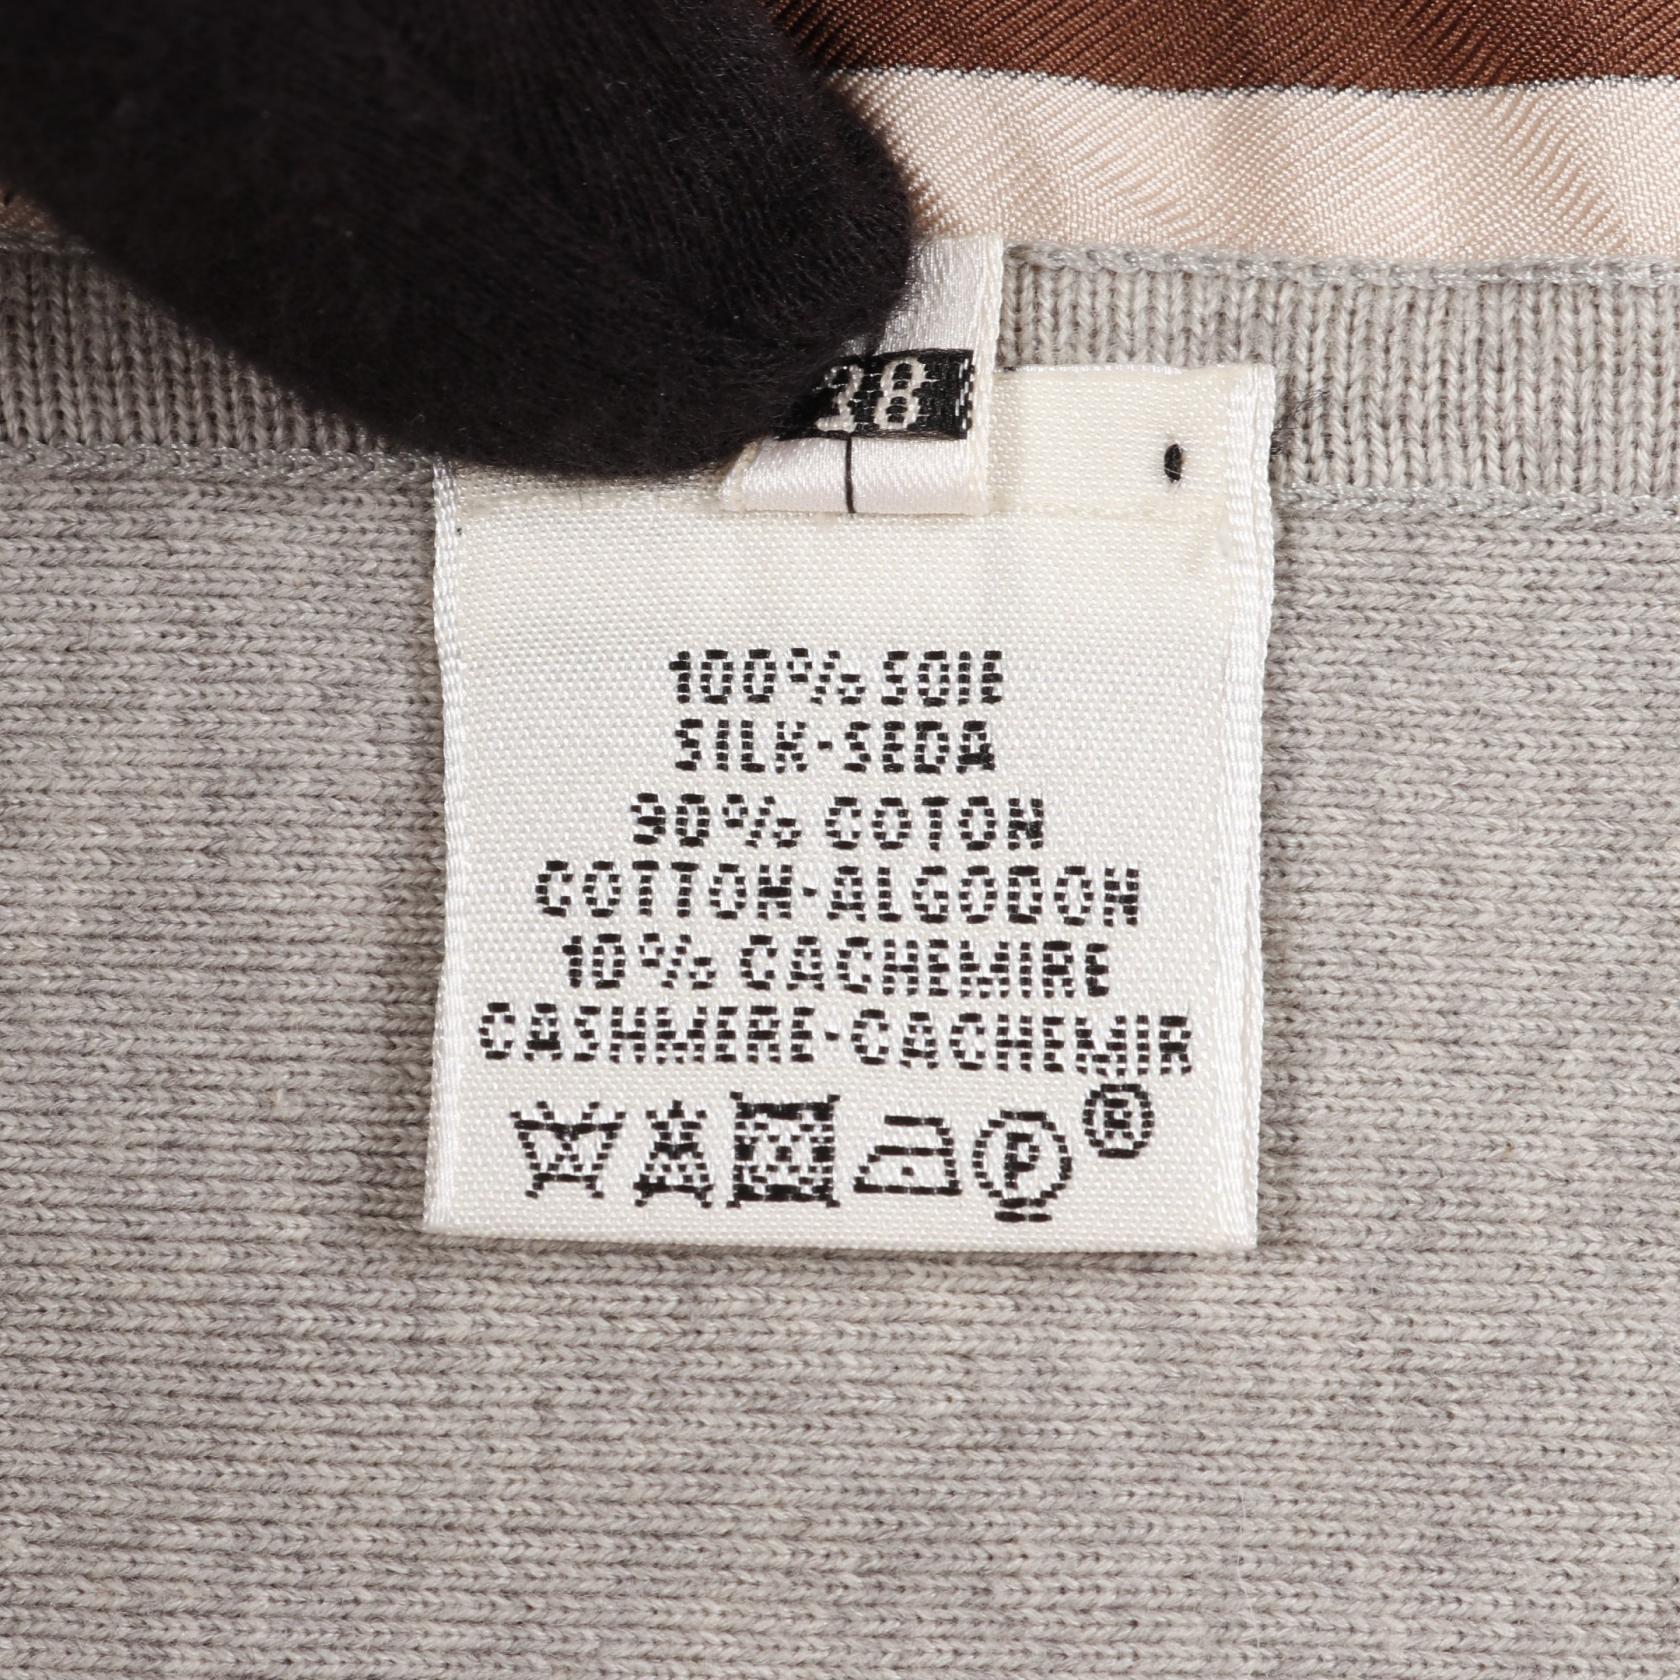 38
100% SOIE
SILK-SEDA
90% COTON
COTTON-ALGODON
10% CACHEMIRE
CASHMERE-CACHEMIR
P ®